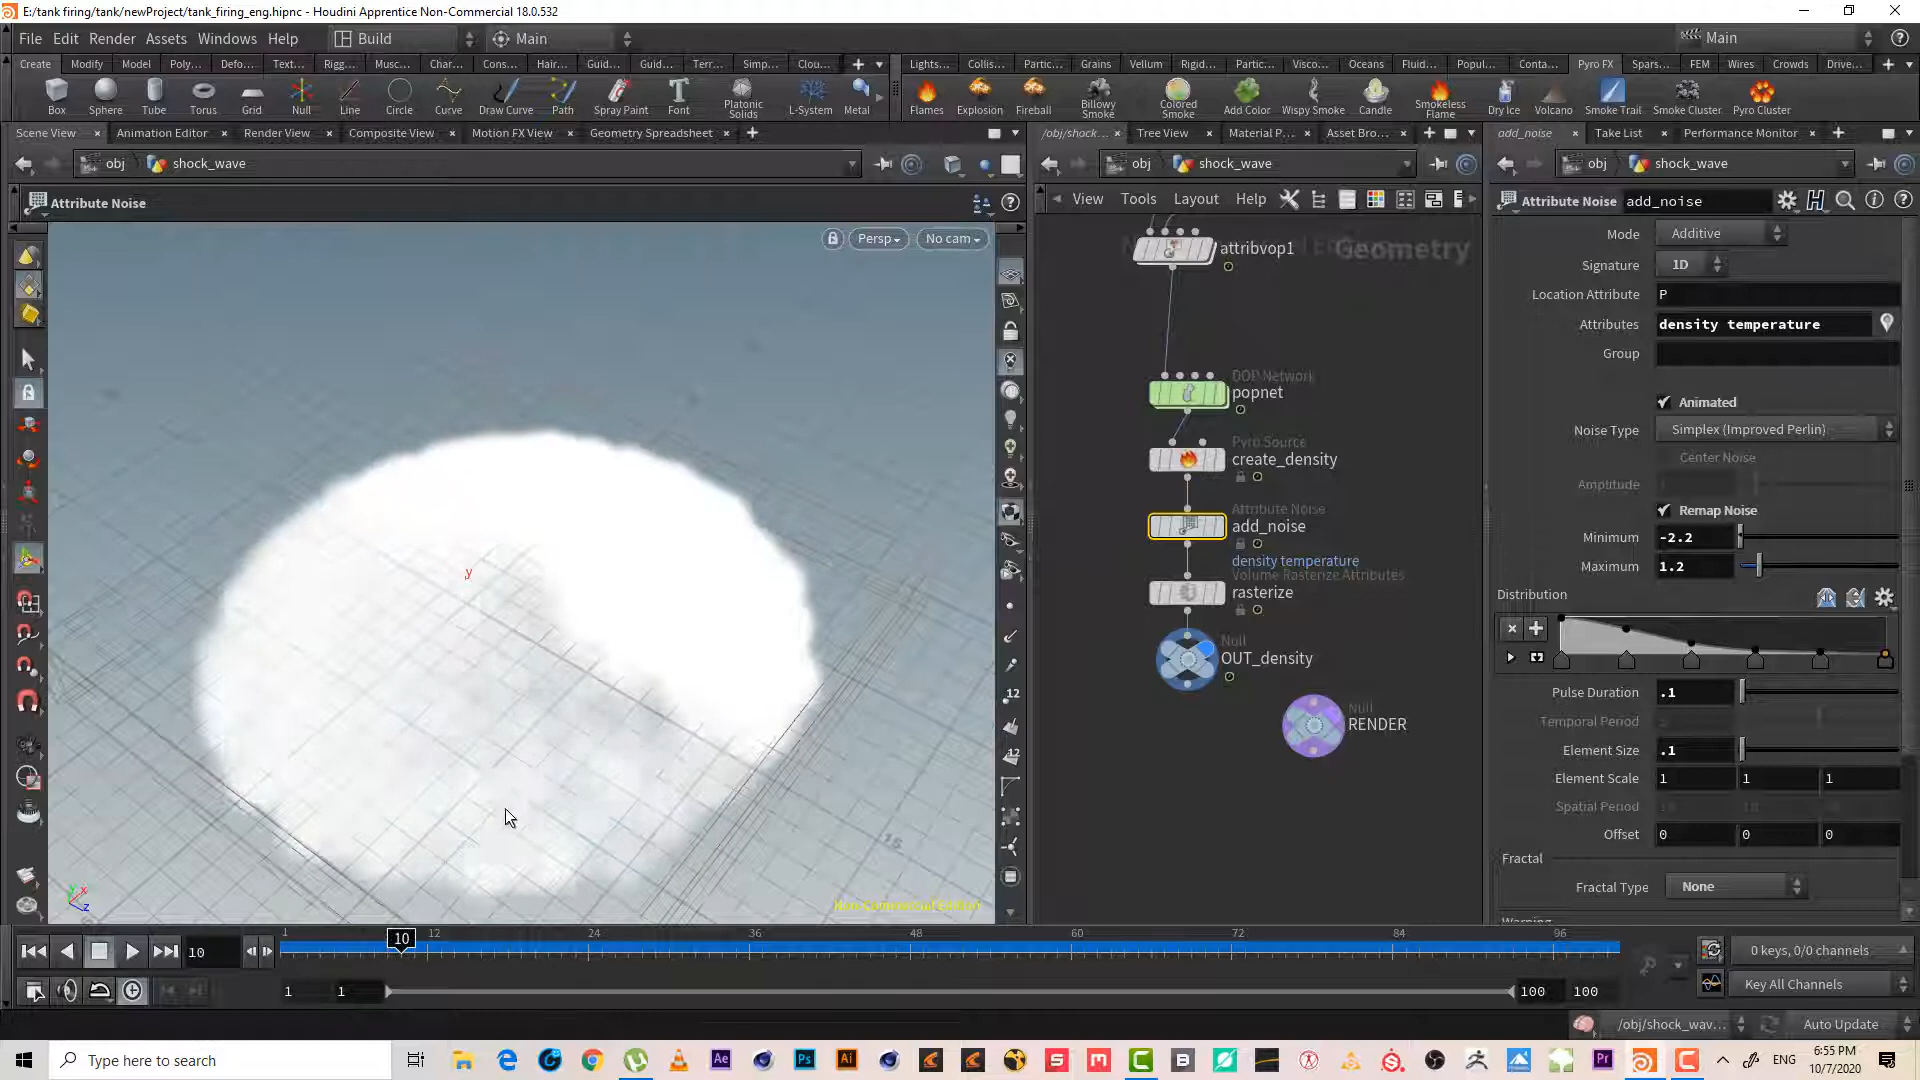 E:/tank firing/tank/newProject/tank_firing_eng.hipnc - Houdini Apprentice Non-Commercial 18.0.532
File Edit Render Assets Windows Help Build Main Main
Create Modify Model Poly... Defo... Text... Rigg... Musc... Char... Cons... Hair... Guid... Guid... Terr... Simp... Clou...
Lights... Collis... Partic... Grains Vellum Rigid... Partic... Visco... Oceans Fluid... Popul... Conta... Pyro FX Spars... FEM Wires Crowds Drive...
Box Sphere Tube Torus Grid Null Line Circle Curve Draw Curve Path Spray Paint Font Platonic Solids L-System Metal
Flames Explosion Fireball Billowy Smoke Colored Smoke Add Color Wispy Smoke Candle Smokeless Flame Dry Ice Volcano Smoke Trail Smoke Cluster Pyro Cluster
Scene View Animation Editor Render View Composite View Motion FX View Geometry Spreadsheet
/obj/shock... Tree View Material P... Asset Bro...
add_noise Take List Performance Monitor
obj shock_wave
obj shock_wave
obj shock_wave
Attribute Noise
Persp No cam
y
15
y x z
Non-Commercial Edition
12
12
View Tools Layout Help
Geometry
attribvop1
DOP Network
popnet
Pyro Source
create_density
Attribute Noise
add_noise
density temperature
Volume Rasterize Attributes
rasterize
Null
OUT_density
Null
RENDER
Attribute Noise add_noise
Mode Additive
Signature 1D
Location Attribute P
Attributes density temperature
Group
Animated
Noise Type Simplex (Improved Perlin)
Center Noise
Amplitude
Remap Noise
Minimum -2.2
Maximum 1.2
Distribution
Pulse Duration .1
Temporal Period
Element Size .1
Element Scale 1 1 1
Spatial Period
Offset 0 0 0
Fractal
Fractal Type None
Warping
10
1 10 12 24 36 48 60 72 84 96
0 keys, 0/0 channels
1 1 100 100
Key All Channels
/obj/shock_wav... Auto Update
Type here to search
ENG
6:55 PM
10/7/2020